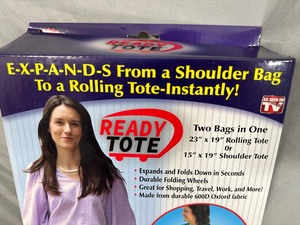 READY
TOTE
E-X-P-A-N-D-S From a Shoulder Bag
To a Rolling Tote-Instantly!
AS SEEN ON
TV
READY
TOTE
Two Bags in One
23" x 19" Rolling Tote
Or
15" x 19" Shoulder Tote
• Expands and Folds Down in Seconds
• Durable Folding Wheels
• Great for Shopping, Travel, Work, and More!
• Made from durable 600D Oxford fabric